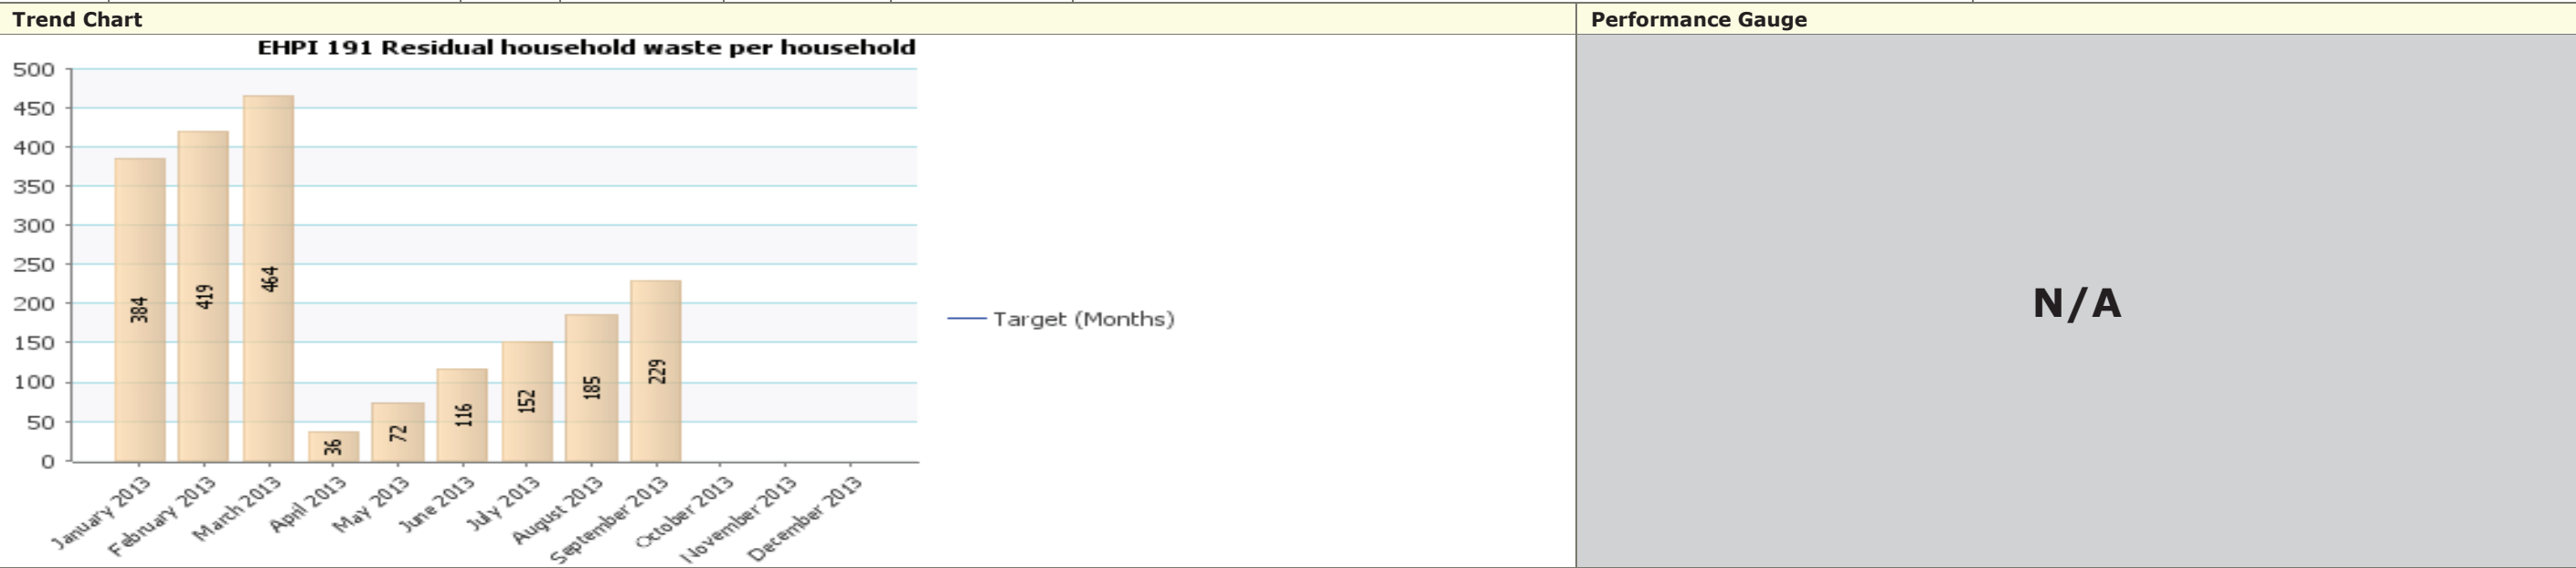 Trend Chart
Performance Gauge
EHPI 191 Residual household waste per household
500
450
400
350
300
250
200
150
100
50
0
384
419
464
36
72
116
152
185
229
January 2013
February 2013
March 2013
April 2013
May 2013
June 2013
July 2013
August 2013
September 2013
October 2013
November 2013
December 2013
Target (Months)
N/A